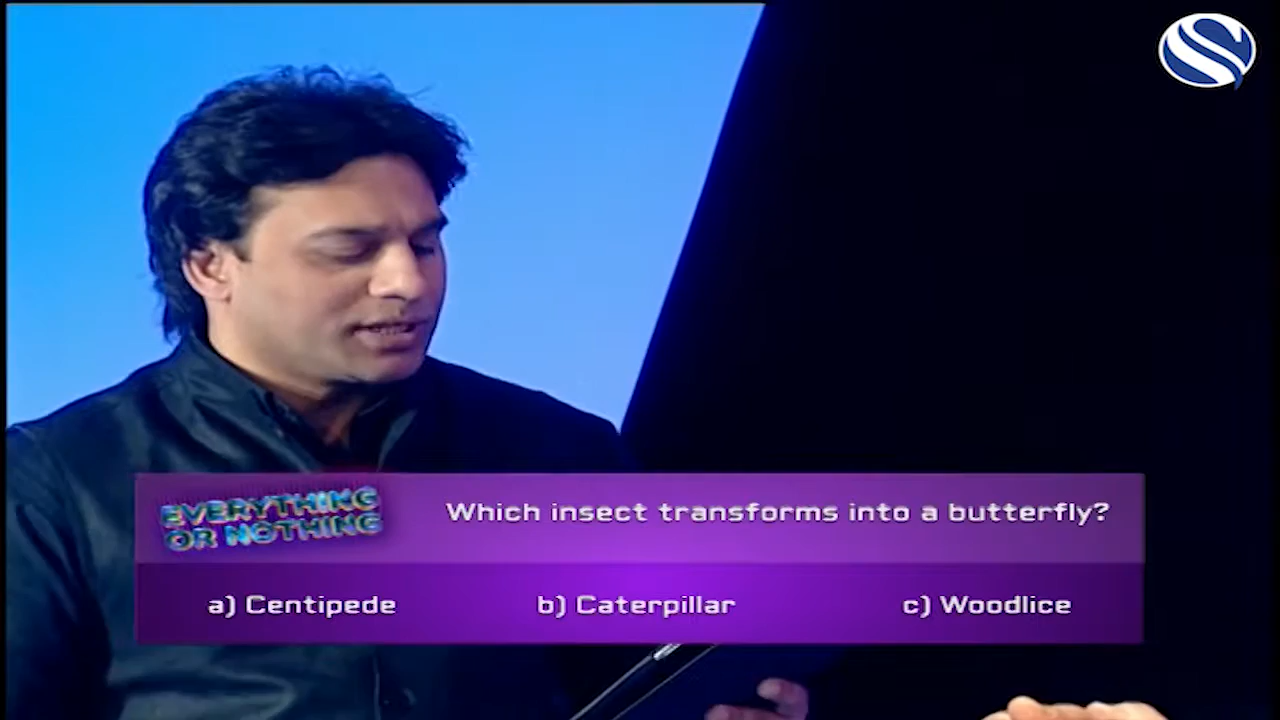 EVERYTHING
OR NOTHING
Which insect transforms into a butterfly?
a) Centipede
b) Caterpillar
c) Woodlice